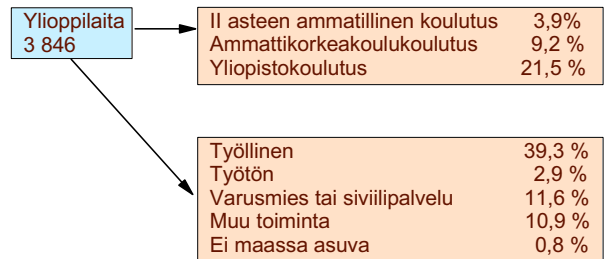 Ylioppilaita
3 846
II asteen ammatillinen koulutus 3,9%
Ammattikorkeakoulukoulutus 9,2 %
Yliopistokoulutus 21,5 %
Työllinen 39,3 %
Työtön 2,9 %
Varusmies tai siviilipalvelu 11,6 %
Muu toiminta 10,9 %
Ei maassa asuva 0,8 %